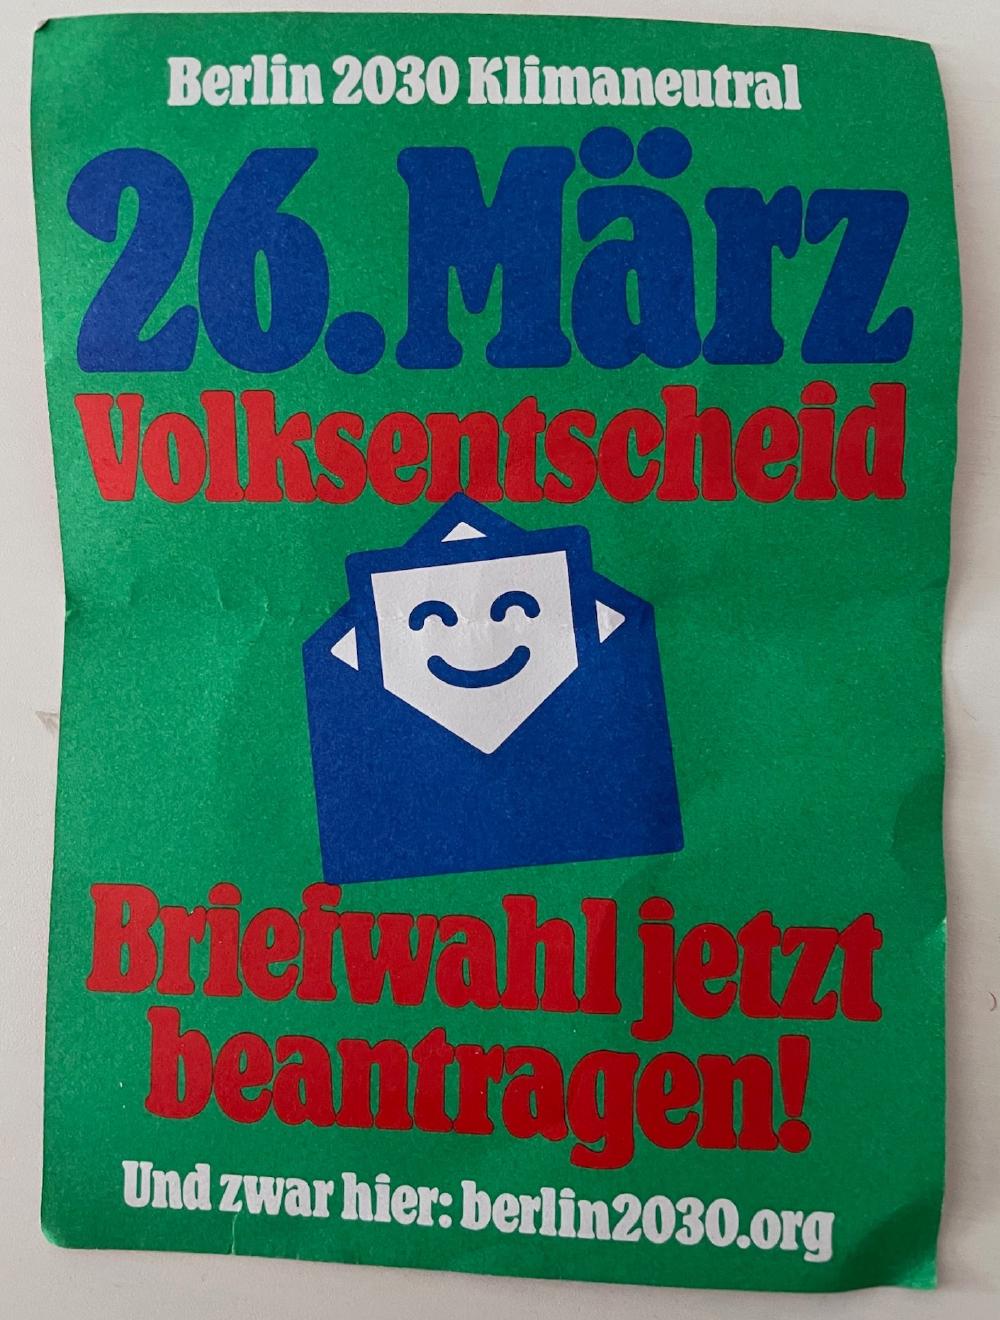 Berlin 2030 Klimaneutral
26. März
Volksentscheid
Briefwahl jetzt
beantragen!
Und zwar hier: berlin2030.org